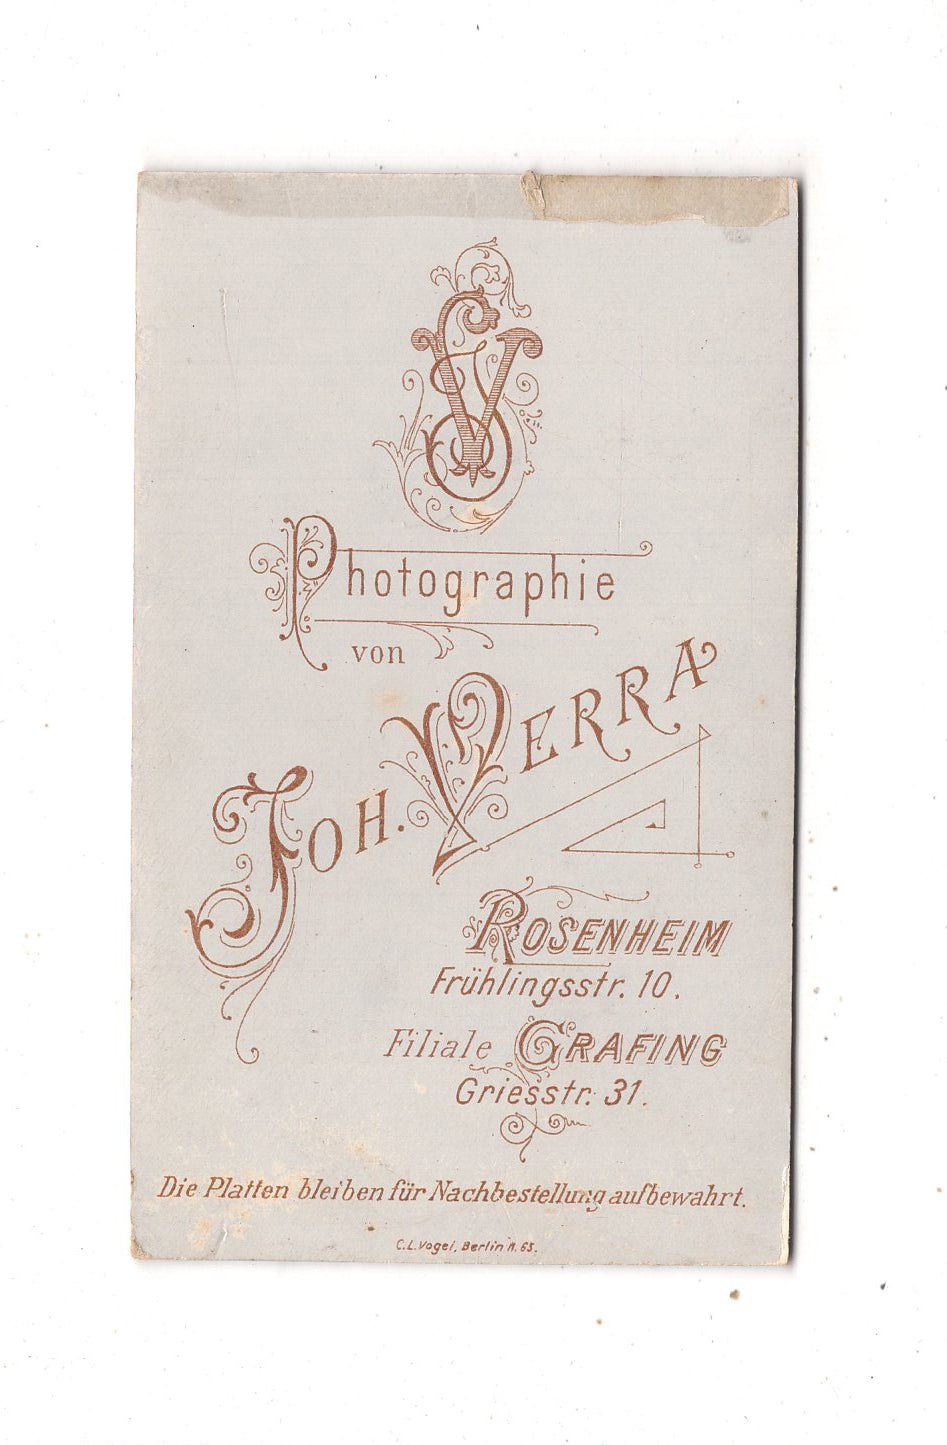 JV
Photographie
von
JOH. VERRA
ROSENHEIM
Frühlingsstr. 10.
Filiale GRAFING
Griesstr. 31.
Die Platten bleiben für Nachbestellung aufbewahrt.
C.L. Vogel, Berlin N. 65.